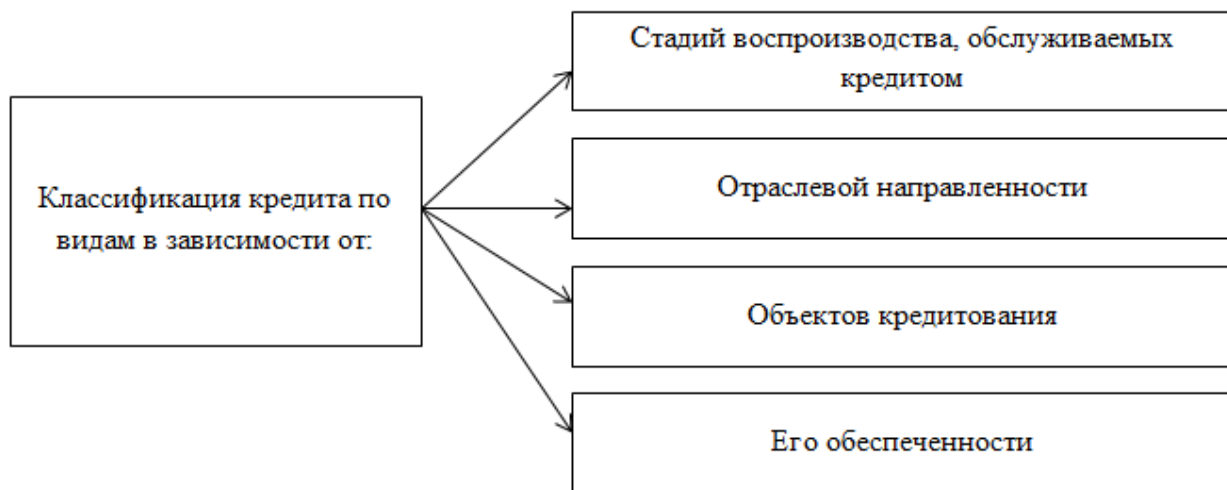 Классификация кредита по
видам в зависимости от:
Стадий воспроизводства, обслуживаемых
кредитом
Отраслевой направленности
Объектов кредитования
Его обеспеченности